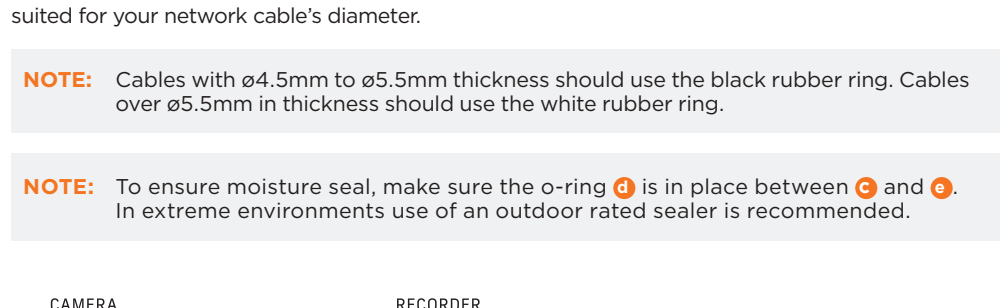 suited for your network cable’s diameter.
NOTE: Cables with ø4.5mm to ø5.5mm thickness should use the black rubber ring. Cables
over ø5.5mm in thickness should use the white rubber ring.
NOTE: To ensure moisture seal, make sure the o-ring d is in place between c and e.
In extreme environments use of an outdoor rated sealer is recommended.
CAMERA RECORDER